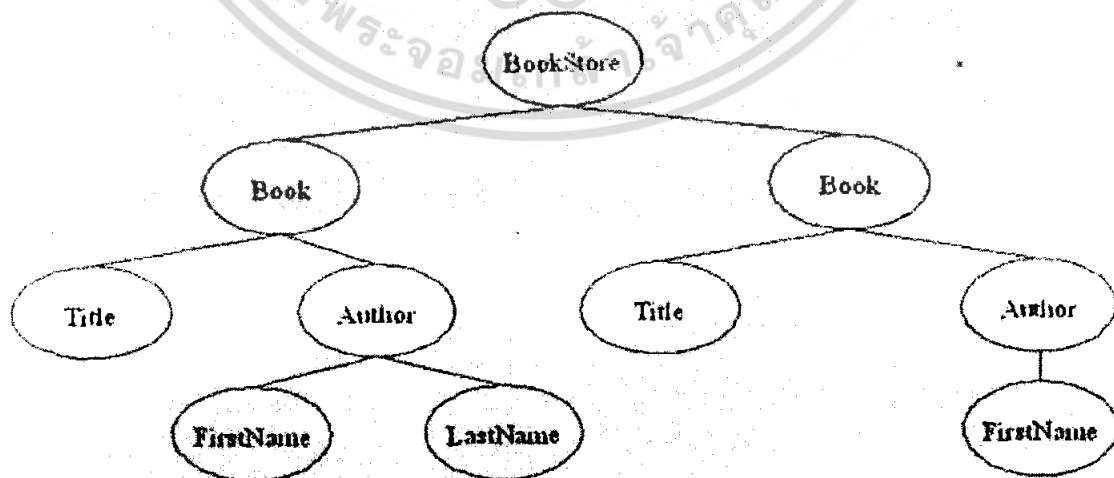 BookStore
Book
Book
Title
Author
Title
Author
FirstName
LastName
FirstName